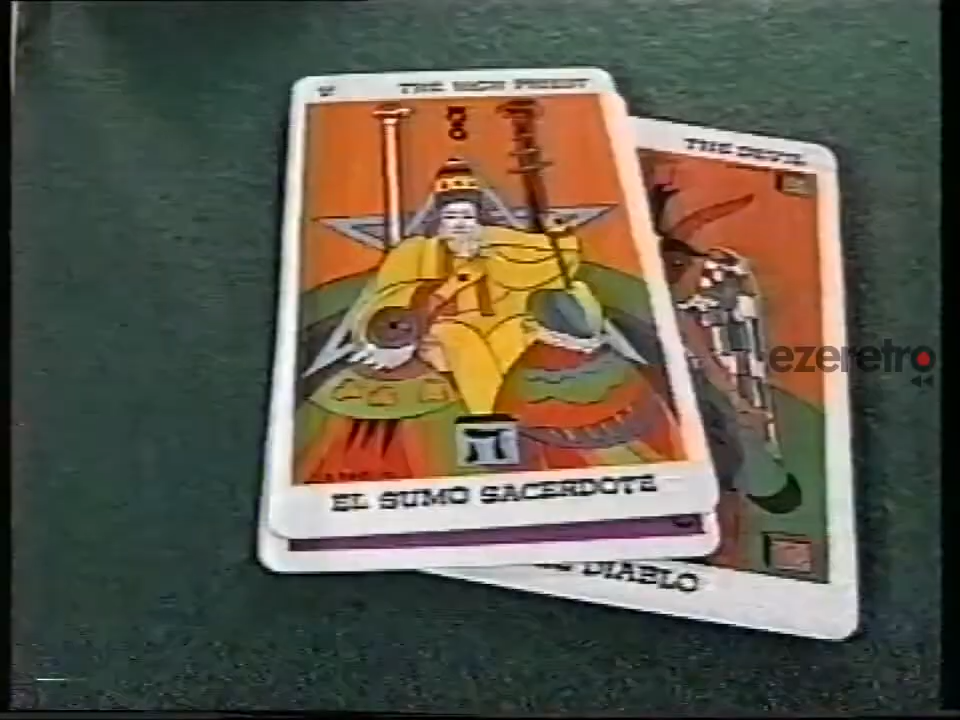 THE HIGH PRIEST
THE DEVIL
ezeretro
EL SUMO SACERDOTE
DIABLO